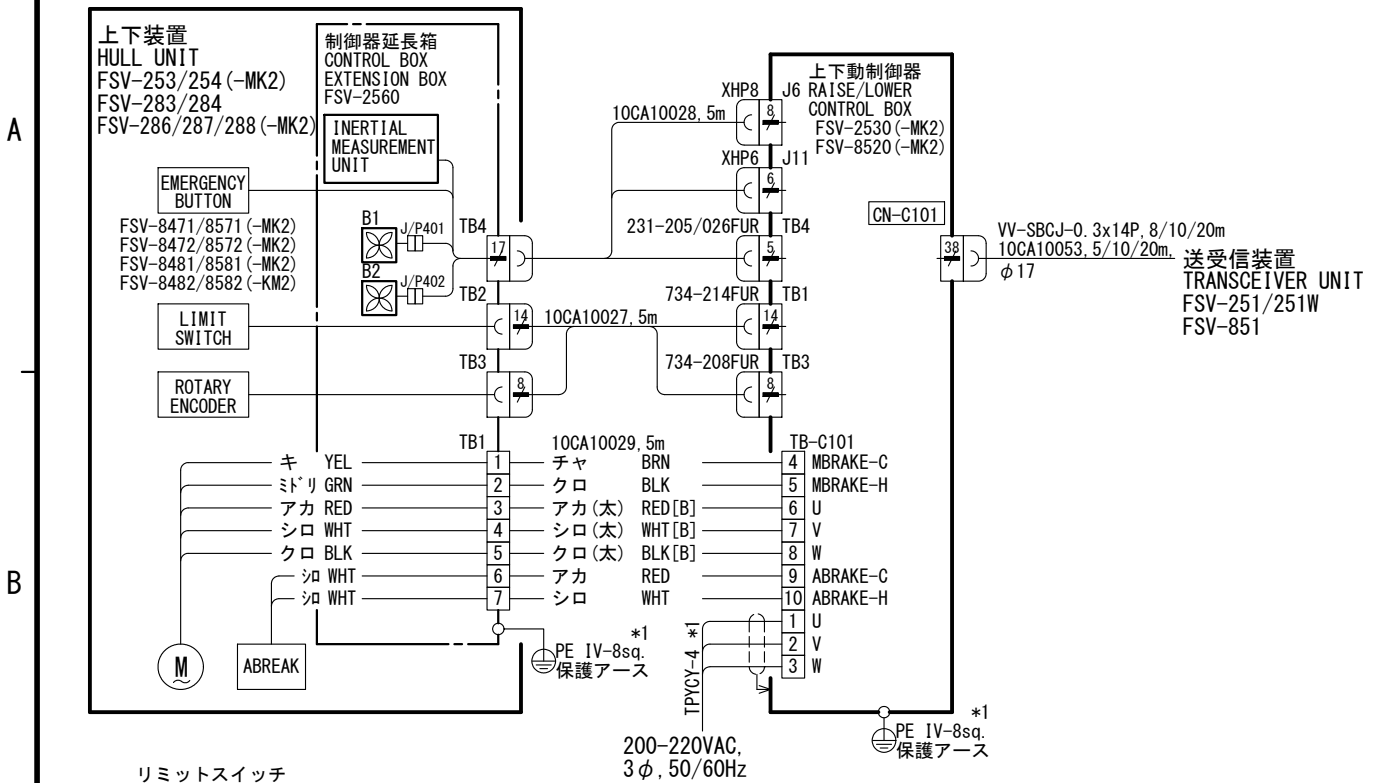 A
B
上下装置
HULL UNIT
FSV-253/254(-MK2)
FSV-283/284
FSV-286/287/288(-MK2)
制御器延長箱
CONTROL BOX
EXTENSION BOX
FSV-2560
INERTIAL
MEASUREMENT
UNIT
EMERGENCY
BUTTON
FSV-8471/8571(-MK2)
FSV-8472/8572(-MK2)
FSV-8481/8581(-MK2)
FSV-8482/8582(-KM2)
B1
J/P401
B2
J/P402
LIMIT
SWITCH
ROTARY
ENCODER
TB4
17
TB2
14
TB3
8
10CA10028,5m
10CA10027,5m
XHP8 J6
8
XHP6 J11
6
231-205/026FUR TB4
5
734-214FUR TB1
14
734-208FUR TB3
8
上下動制御器
RAISE/LOWER
CONTROL BOX
FSV-2530(-MK2)
FSV-8520(-MK2)
CN-C101
38
VV-SBCJ-0.3x14P,8/10/20m
10CA10053,5/10/20m,
φ17
送受信装置
TRANSCEIVER UNIT
FSV-251/251W
FSV-851
TB1 10CA10029,5m TB-C101
キ YEL 1 チャ BRN 4 MBRAKE-C
ミドリ GRN 2 クロ BLK 5 MBRAKE-H
アカ RED 3 アカ(太) RED[B] 6 U
シロ WHT 4 シロ(太) WHT[B] 7 V
クロ BLK 5 クロ(太) BLK[B] 8 W
シロ WHT 6 アカ RED 9 ABRAKE-C
シロ WHT 7 シロ WHT 10 ABRAKE-H
1 U
2 V
3 W
M
~
ABREAK
*1
PE IV-8sq.
保護アース
TPYCY-4 *1
200-220VAC,
3φ,50/60Hz
*1
PE IV-8sq.
保護アース
リミットスイッチ